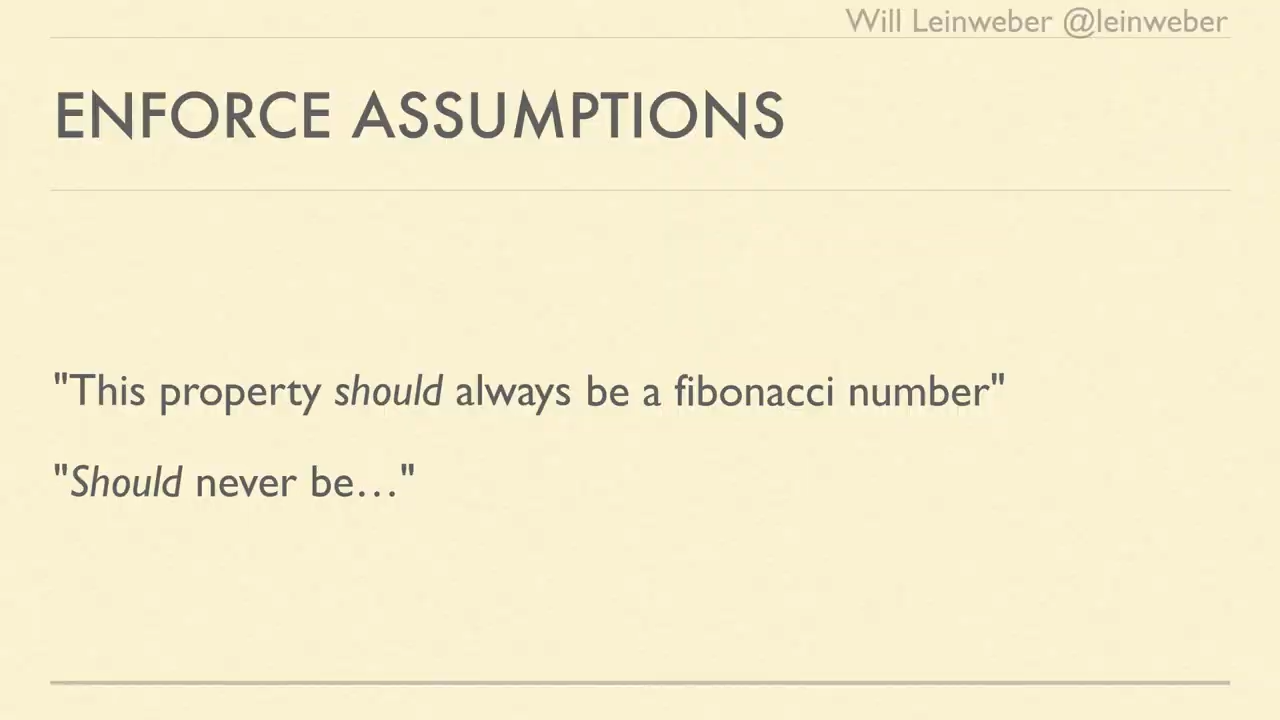 Will Leinweber @leinweber
ENFORCE ASSUMPTIONS
"This property should always be a fibonacci number"
"Should never be…"